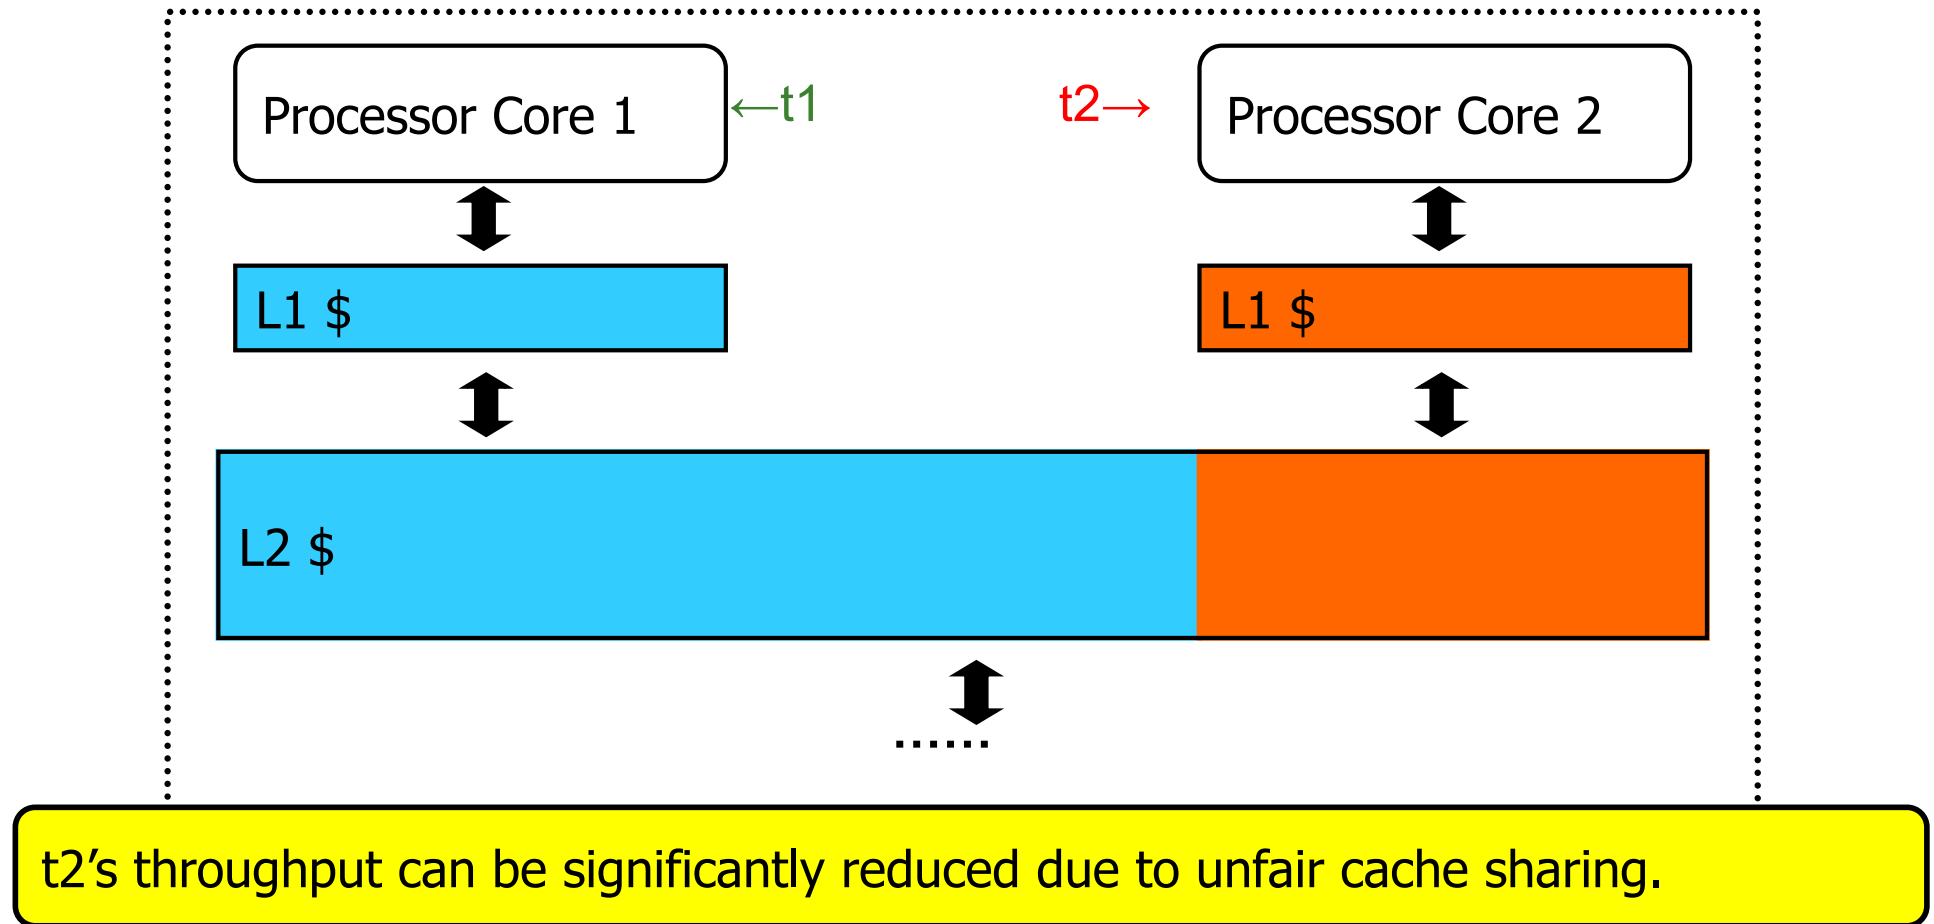 Processor Core 1
←t1
t2→
Processor Core 2
L1 $
L1 $
L2 $
......
t2’s throughput can be significantly reduced due to unfair cache sharing.